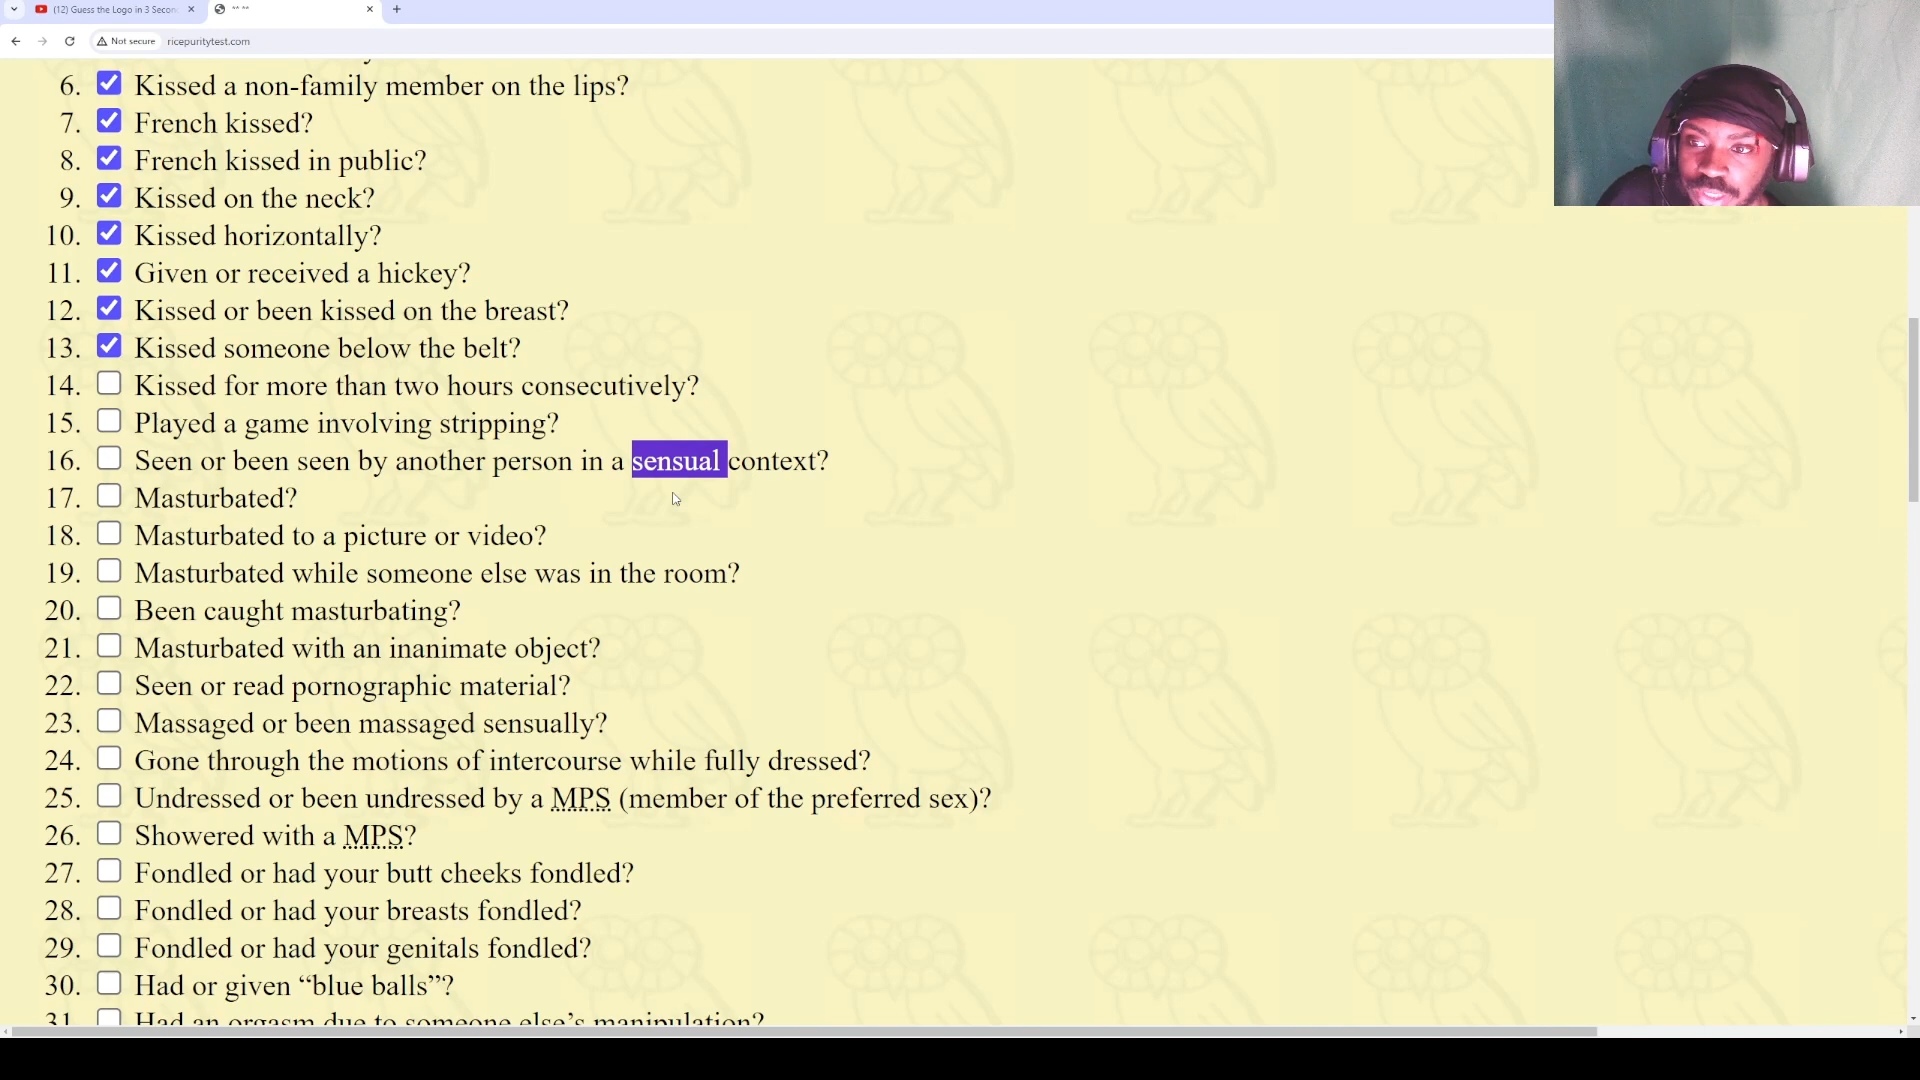 (12) Guess the Logo in 3 Secon
** **
Not secure
ricepuritytest.com
6. Kissed a non-family member on the lips?
7. French kissed?
8. French kissed in public?
9. Kissed on the neck?
10. Kissed horizontally?
11. Given or received a hickey?
12. Kissed or been kissed on the breast?
13. Kissed someone below the belt?
14. Kissed for more than two hours consecutively?
15. Played a game involving stripping?
16. Seen or been seen by another person in a sensual context?
17. Masturbated?
18. Masturbated to a picture or video?
19. Masturbated while someone else was in the room?
20. Been caught masturbating?
21. Masturbated with an inanimate object?
22. Seen or read pornographic material?
23. Massaged or been massaged sensually?
24. Gone through the motions of intercourse while fully dressed?
25. Undressed or been undressed by a MPS (member of the preferred sex)?
26. Showered with a MPS?
27. Fondled or had your butt cheeks fondled?
28. Fondled or had your breasts fondled?
29. Fondled or had your genitals fondled?
30. Had or given “blue balls”?
31. Had an orgasm due to someone else’s manipulation?